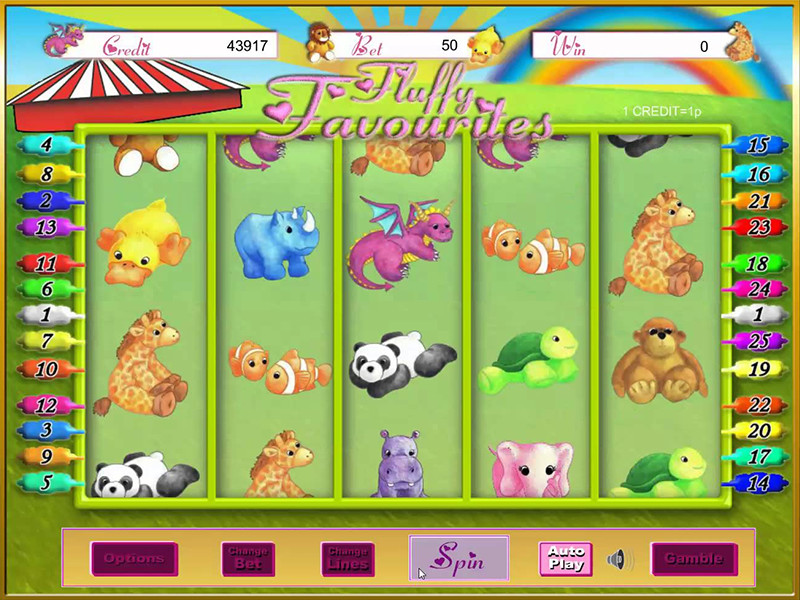 Credit 43917
Bet 50
Win 0
Fluffy
Favourites
1 CREDIT=1p
4
8
2
13
11
6
1
7
10
12
3
9
5
15
16
21
23
18
24
1
25
19
22
20
17
14
Options
Change
Bet
Change
Lines
Spin
Auto
Play
Gamble